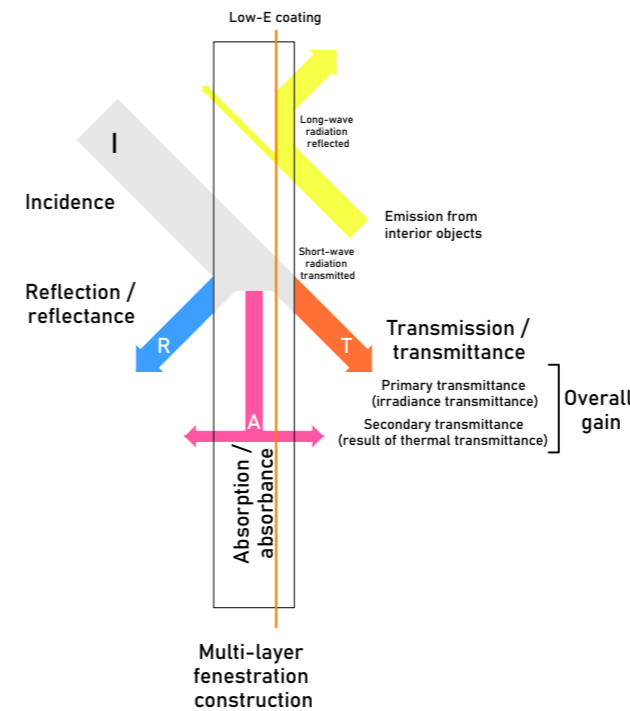 Low-E coating
I
Long-wave
radiation
reflected
Incidence
Emission from
interior objects
Short-wave
radiation
transmitted
Reflection /
reflectance
R
T
Transmission /
transmittance
Primary transmittance
(irradiance transmittance)
Secondary transmittance
(result of thermal transmittance)
Overall
gain
A
Absorption /
absorbance
Multi-layer
fenestration
construction